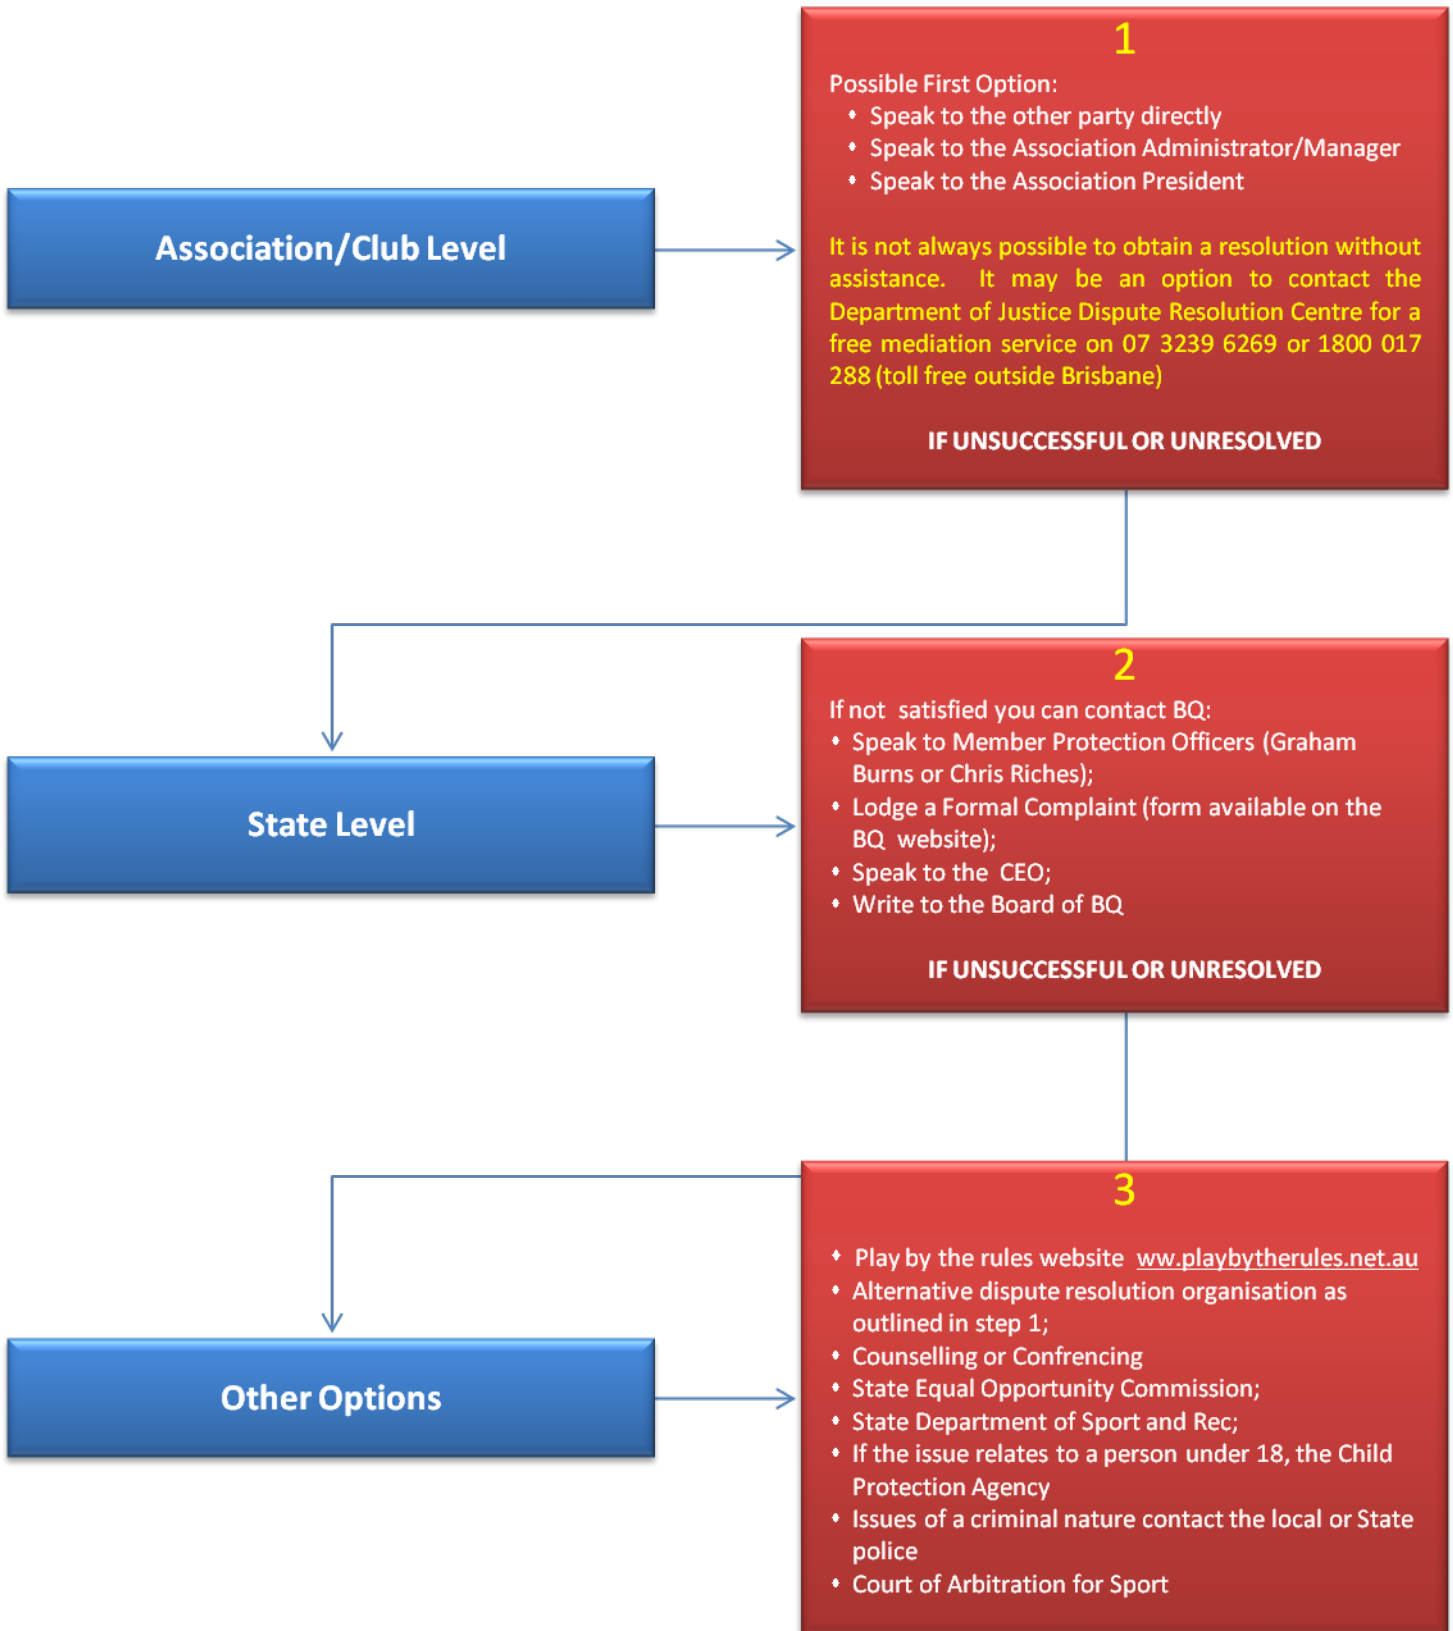 Association/Club Level
1
Possible First Option:
• Speak to the other party directly
• Speak to the Association Administrator/Manager
• Speak to the Association President
It is not always possible to obtain a resolution without
assistance. It may be an option to contact the
Department of Justice Dispute Resolution Centre for a
free mediation service on 07 3239 6269 or 1800 017
288 (toll free outside Brisbane)
IF UNSUCCESSFUL OR UNRESOLVED
State Level
2
If not satisfied you can contact BQ:
• Speak to Member Protection Officers (Graham
Burns or Chris Riches);
• Lodge a Formal Complaint (form available on the
BQ website);
• Speak to the CEO;
• Write to the Board of BQ
IF UNSUCCESSFUL OR UNRESOLVED
Other Options
3
• Play by the rules website ww.playbytherules.net.au
• Alternative dispute resolution organisation as
outlined in step 1;
• Counselling or Confrencing
• State Equal Opportunity Commission;
• State Department of Sport and Rec;
• If the issue relates to a person under 18, the Child
Protection Agency
• Issues of a criminal nature contact the local or State
police
• Court of Arbitration for Sport